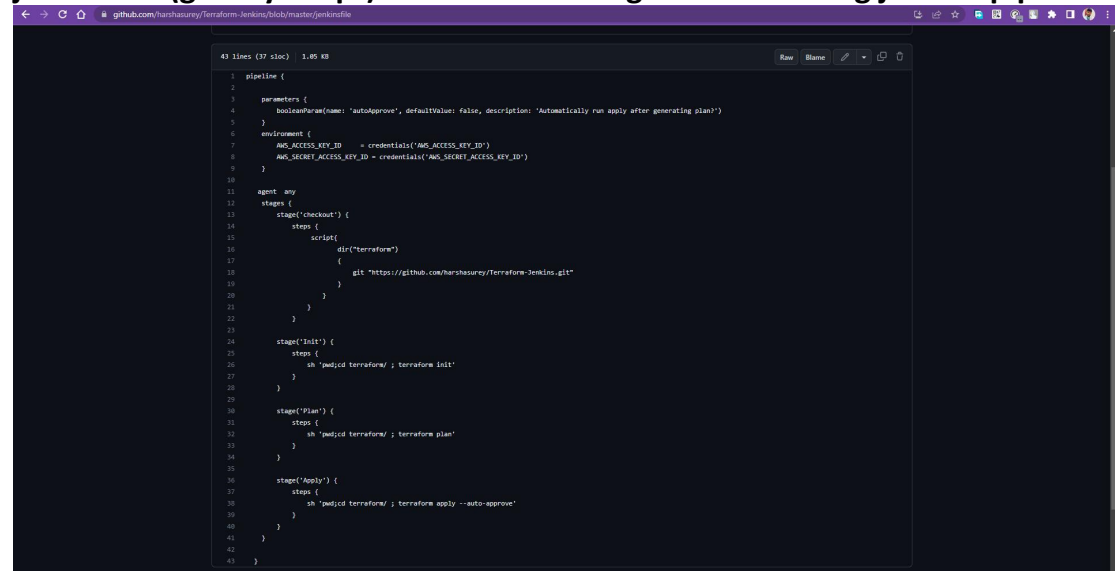 github.com/harshasurey/Terraform-Jenkins/blob/master/jenkinsfile
43 lines (37 sloc) 1.05 KB Raw Blame
1 pipeline {
2
3 parameters {
4 booleanParam(name: 'autoApprove', defaultValue: false, description: 'Automatically run apply after generating plan?')
5 }
6 environment {
7 AWS_ACCESS_KEY_ID = credentials('AWS_ACCESS_KEY_ID')
8 AWS_SECRET_ACCESS_KEY_ID = credentials('AWS_SECRET_ACCESS_KEY_ID')
9 }
10
11 agent any
12 stages {
13 stage('checkout') {
14 steps {
15 script{
16 dir("terraform")
17 {
18 git "https://github.com/harshasurey/Terraform-Jenkins.git"
19 }
20 }
21 }
22 }
23
24 stage('Init') {
25 steps {
26 sh 'pwd;cd terraform/ ; terraform init'
27 }
28 }
29
30 stage('Plan') {
31 steps {
32 sh 'pwd;cd terraform/ ; terraform plan'
33 }
34 }
35
36 stage('Apply') {
37 steps {
38 sh 'pwd;cd terraform/ ; terraform apply --auto-approve'
39 }
40 }
41 }
42
43 }